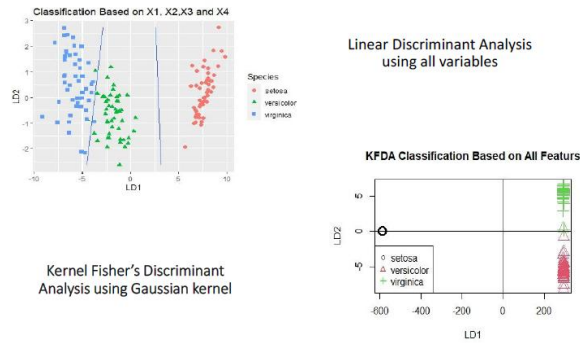 Classification Based on X1, X2,X3 and X4
3
2
1
0
-1
-2
LD2
-10
-5
0
5
10
LD1
Species
setosa
versicolor
virginica
Linear Discriminant Analysis
using all variables
KFDA Classification Based on All Featurs
LD2
5
0
-5
setosa
versicolor
virginica
-600
-400
-200
0
200
LD1
Kernel Fisher's Discriminant
Analysis using Gaussian kernel